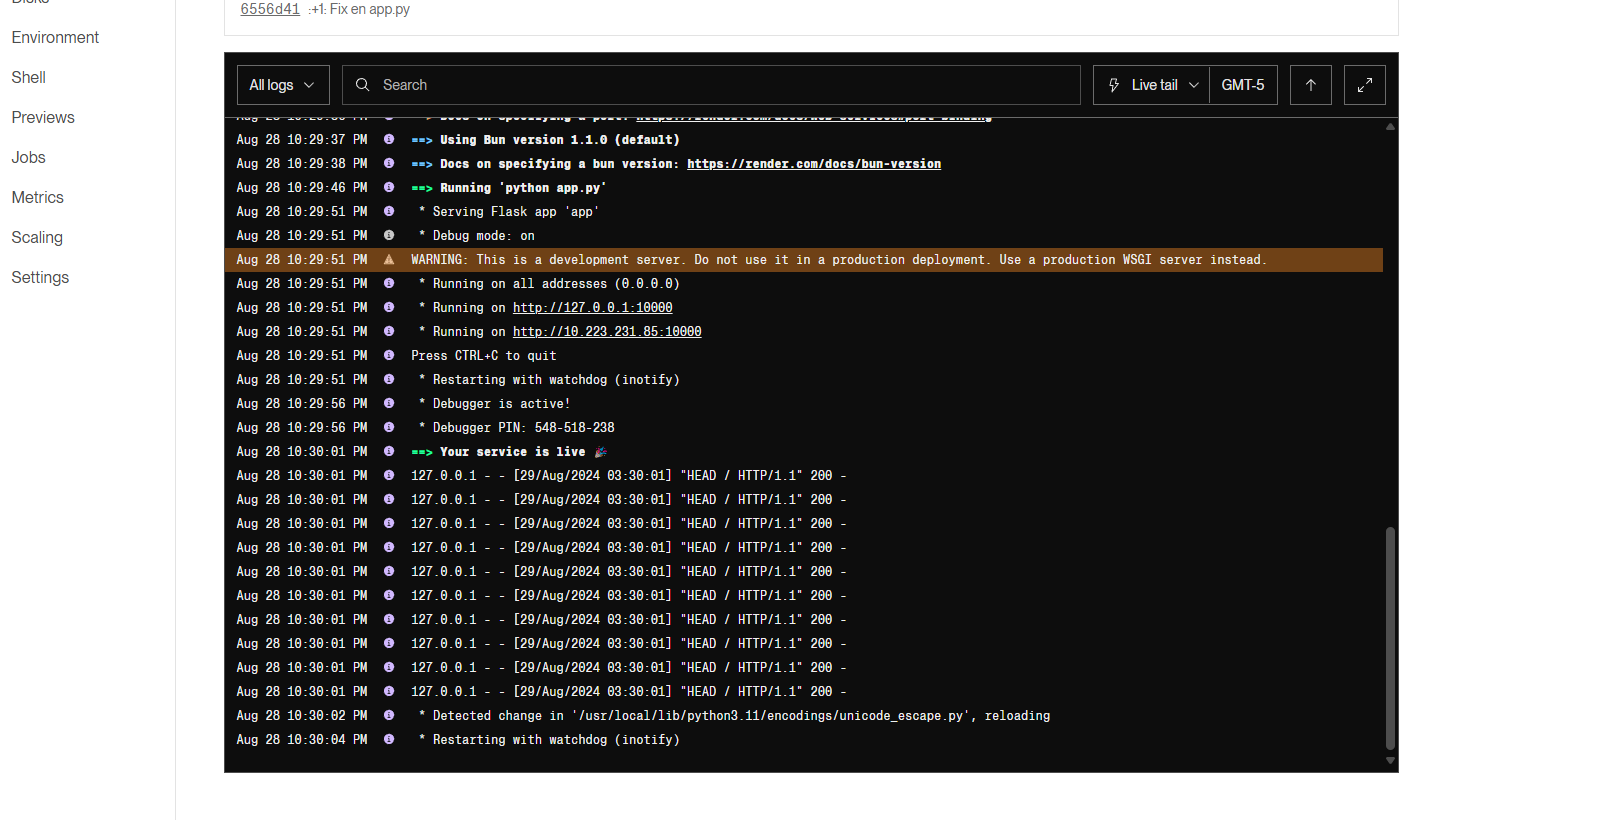 Disks
6556d41 :+1: Fix en app.py
Environment
Shell
Previews
Jobs
Metrics
Scaling
Settings
All logs
Search
Live tail
GMT-5
Docs on specifying a port: https://render.com/docs/web-services#port-binding
Aug 28 10:29:37 PM ==> Using Bun version 1.1.0 (default)
Aug 28 10:29:38 PM ==> Docs on specifying a bun version: https://render.com/docs/bun-version
Aug 28 10:29:46 PM ==> Running 'python app.py'
Aug 28 10:29:51 PM * Serving Flask app 'app'
Aug 28 10:29:51 PM * Debug mode: on
Aug 28 10:29:51 PM WARNING: This is a development server. Do not use it in a production deployment. Use a production WSGI server instead.
Aug 28 10:29:51 PM * Running on all addresses (0.0.0.0)
Aug 28 10:29:51 PM * Running on http://127.0.0.1:10000
Aug 28 10:29:51 PM * Running on http://10.223.231.85:10000
Aug 28 10:29:51 PM Press CTRL+C to quit
Aug 28 10:29:51 PM * Restarting with watchdog (inotify)
Aug 28 10:29:56 PM * Debugger is active!
Aug 28 10:29:56 PM * Debugger PIN: 548-518-238
Aug 28 10:30:01 PM ==> Your service is live 🎉
Aug 28 10:30:01 PM 127.0.0.1 - - [29/Aug/2024 03:30:01] "HEAD / HTTP/1.1" 200 -
Aug 28 10:30:01 PM 127.0.0.1 - - [29/Aug/2024 03:30:01] "HEAD / HTTP/1.1" 200 -
Aug 28 10:30:01 PM 127.0.0.1 - - [29/Aug/2024 03:30:01] "HEAD / HTTP/1.1" 200 -
Aug 28 10:30:01 PM 127.0.0.1 - - [29/Aug/2024 03:30:01] "HEAD / HTTP/1.1" 200 -
Aug 28 10:30:01 PM 127.0.0.1 - - [29/Aug/2024 03:30:01] "HEAD / HTTP/1.1" 200 -
Aug 28 10:30:01 PM 127.0.0.1 - - [29/Aug/2024 03:30:01] "HEAD / HTTP/1.1" 200 -
Aug 28 10:30:01 PM 127.0.0.1 - - [29/Aug/2024 03:30:01] "HEAD / HTTP/1.1" 200 -
Aug 28 10:30:01 PM 127.0.0.1 - - [29/Aug/2024 03:30:01] "HEAD / HTTP/1.1" 200 -
Aug 28 10:30:01 PM 127.0.0.1 - - [29/Aug/2024 03:30:01] "HEAD / HTTP/1.1" 200 -
Aug 28 10:30:01 PM 127.0.0.1 - - [29/Aug/2024 03:30:01] "HEAD / HTTP/1.1" 200 -
Aug 28 10:30:02 PM * Detected change in '/usr/local/lib/python3.11/encodings/unicode_escape.py', reloading
Aug 28 10:30:04 PM * Restarting with watchdog (inotify)